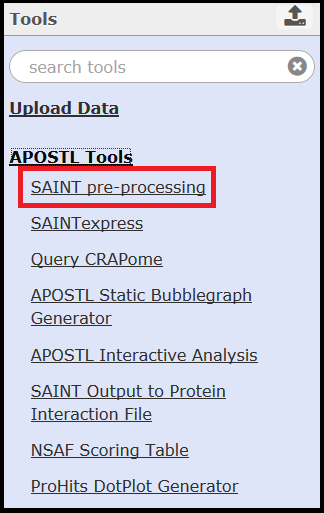 Tools
search tools
Upload Data
APOSTL Tools
SAINT pre-processing
SAINTexpress
Query CRAPome
APOSTL Static Bubblegraph
Generator
APOSTL Interactive Analysis
SAINT Output to Protein
Interaction File
NSAF Scoring Table
ProHits DotPlot Generator